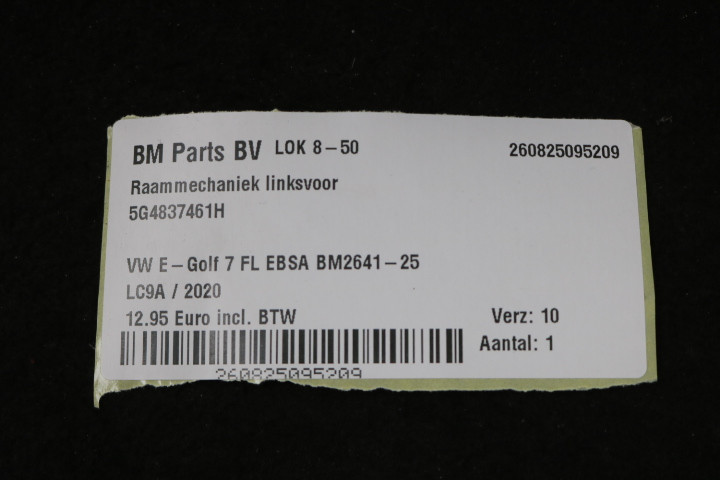 BM Parts BV LOK 8-50 260825095209
Raammechaniek linksvoor
5G4837461H
VW E-Golf 7 FL EBSA BM2641-25
LC9A / 2020
12.95 Euro incl. BTW Verz: 10
Aantal: 1
260825095209